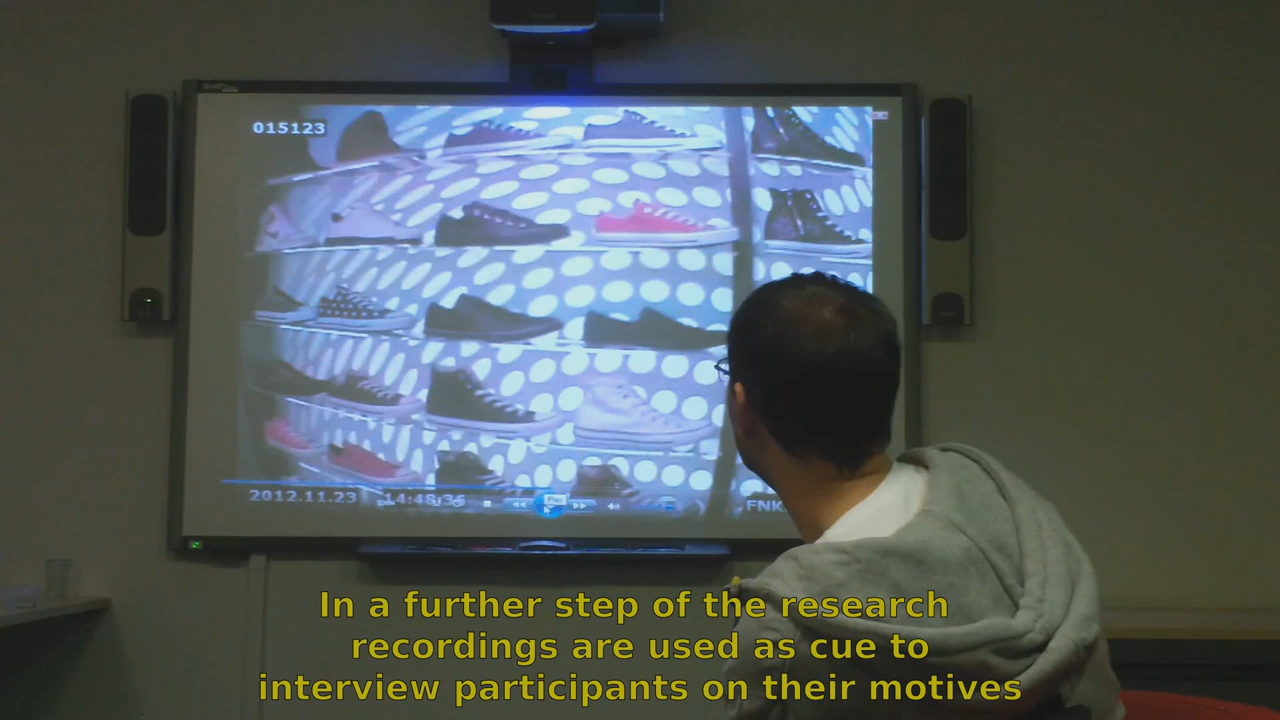 015123
2012.11.23 14:48:36
Play
FNK
In a further step of the research
recordings are used as cue to
interview participants on their motives